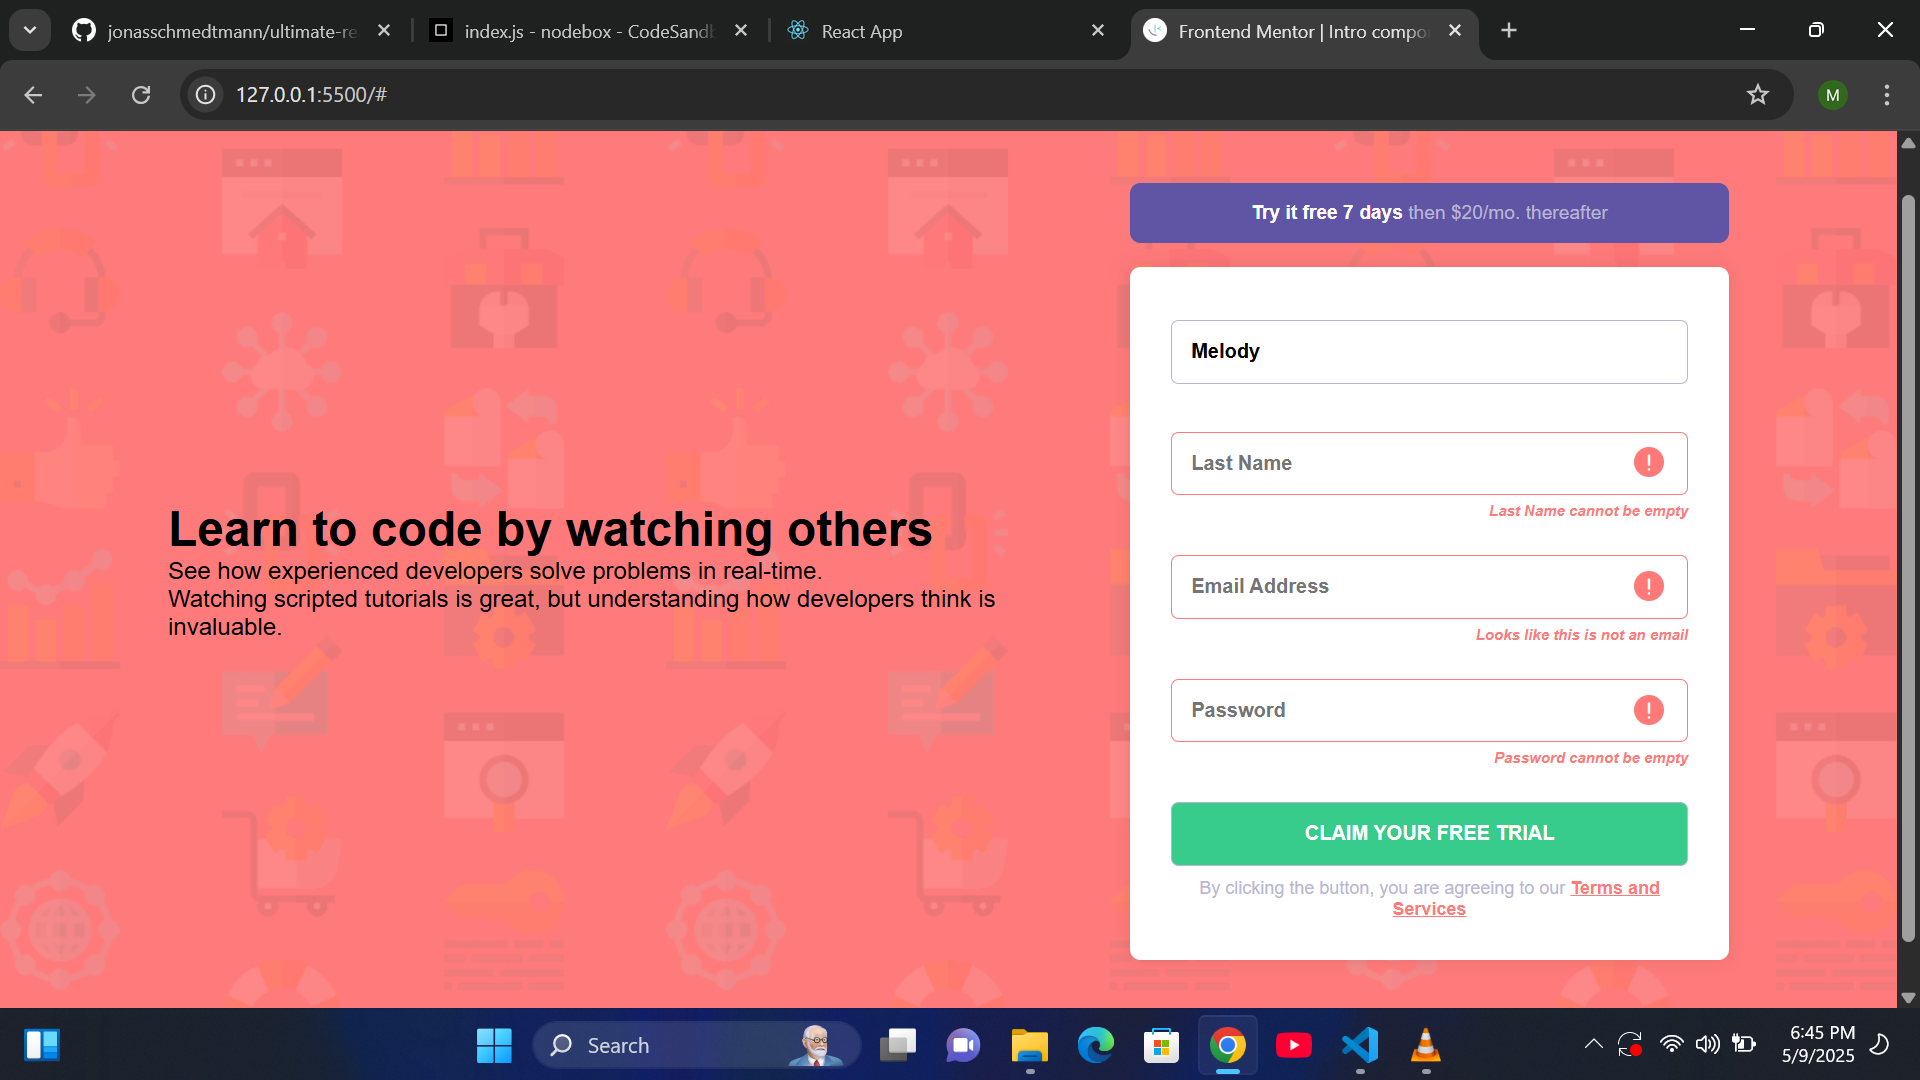 jonasschmedtmann/ultimate-re
index.js - nodebox - CodeSandb
React App
Frontend Mentor | Intro compo
127.0.0.1:5500/#
M
Try it free 7 days then $20/mo. thereafter
Melody
Last Name
Last Name cannot be empty
Learn to code by watching others
See how experienced developers solve problems in real-time.
Watching scripted tutorials is great, but understanding how developers think is
invaluable.
Email Address
Looks like this is not an email
Password
Password cannot be empty
CLAIM YOUR FREE TRIAL
By clicking the button, you are agreeing to our Terms and
Services
Search
6:45 PM
5/9/2025